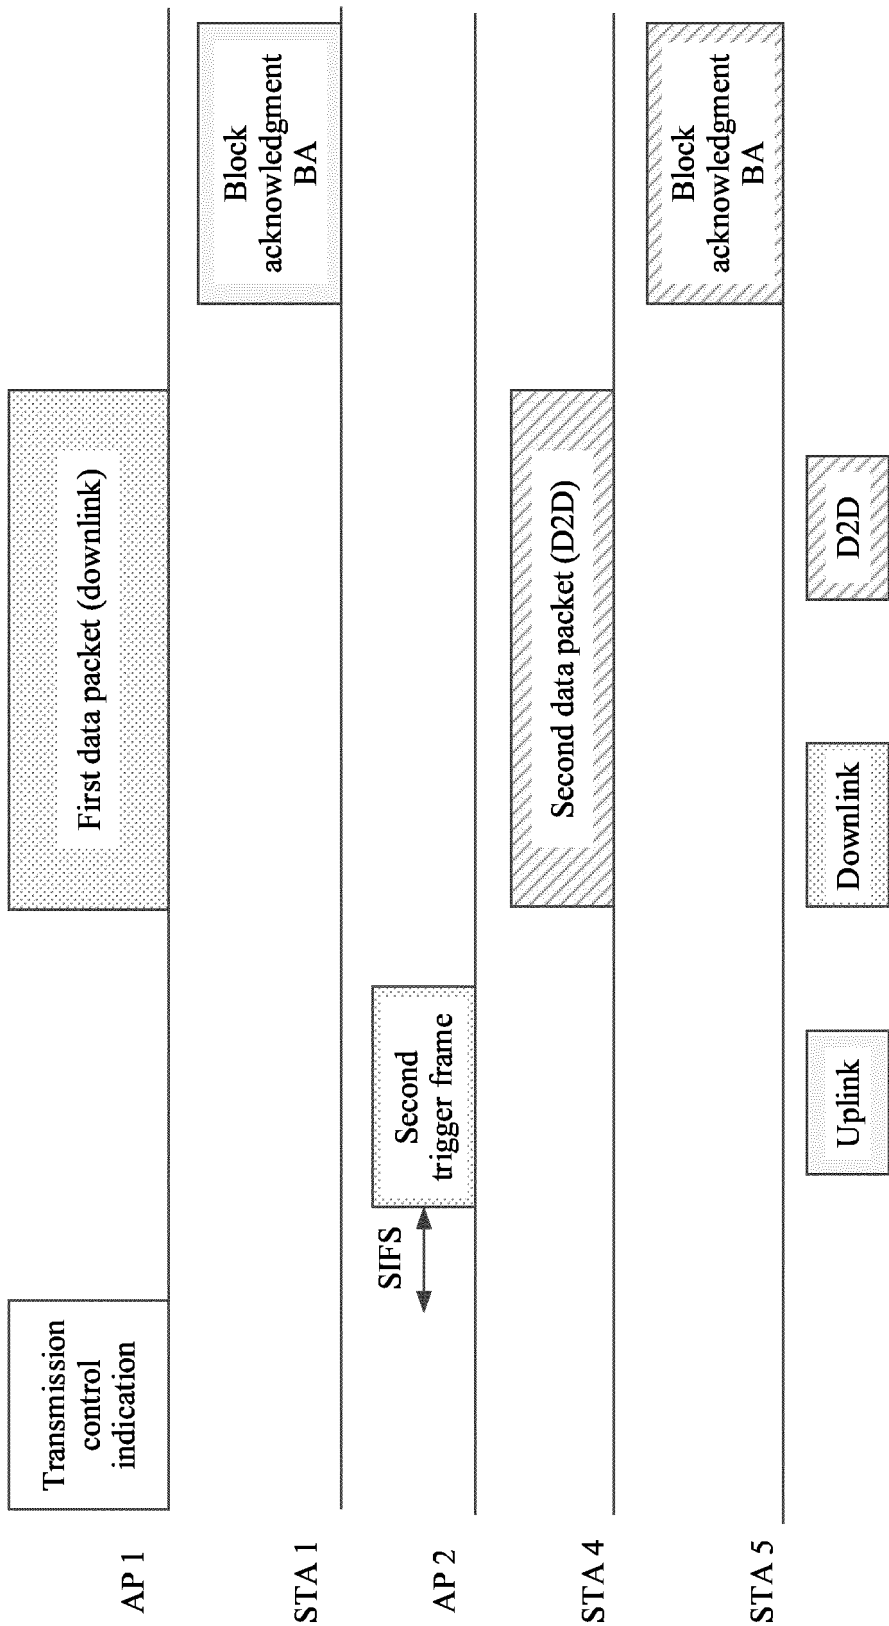 AP 1
Transmission
control
indication
First data packet (downlink)
STA 1
Block
acknowledgment
BA
AP 2
SIFS
Second
trigger frame
STA 4
Second data packet (D2D)
STA 5
Block
acknowledgment
BA
Uplink
Downlink
D2D